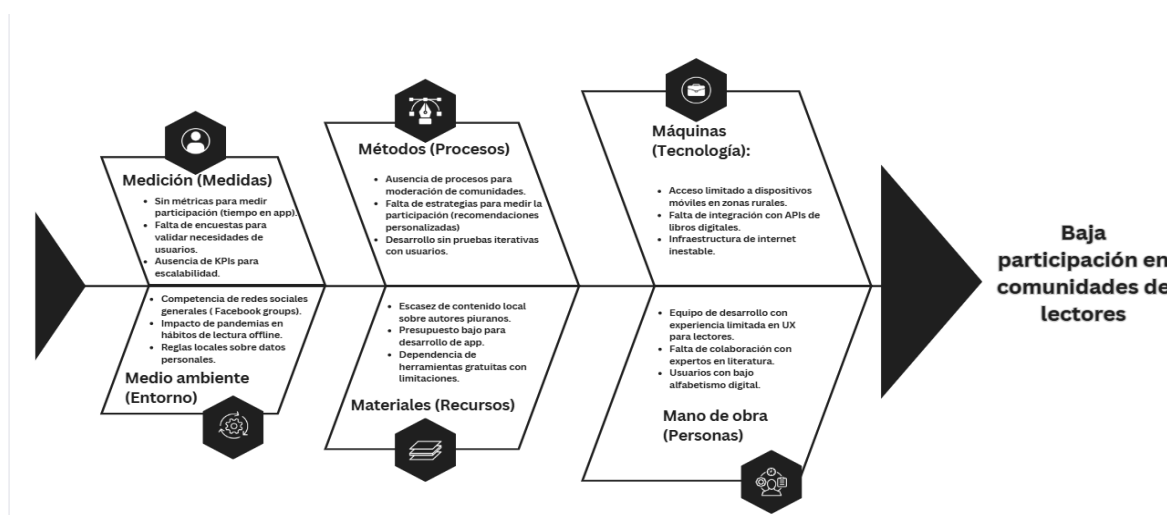 Medición (Medidas)
• Sin métricas para medir
participación (tiempo en app).
• Falta de encuestas para
validar necesidades de
usuarios.
• Ausencia de KPIs para
escalabilidad.
Métodos (Procesos)
• Ausencia de procesos para
moderación de comunidades.
• Falta de estrategias para medir la
participación (recomendaciones
personalizadas)
• Desarrollo sin pruebas iterativas
con usuarios.
Máquinas
(Tecnología):
• Acceso limitado a dispositivos
móviles en zonas rurales.
• Falta de integración con APIs de
libros digitales.
• Infraestructura de internet
inestable.
• Competencia de redes sociales
generales ( Facebook groups).
• Impacto de pandemias en
hábitos de lectura offline.
• Reglas locales sobre datos
personales.
Medio ambiente
(Entorno)
• Escasez de contenido local
sobre autores piuranos.
• Presupuesto bajo para
desarrollo de app.
• Dependencia de
herramientas gratuitas con
limitaciones.
Materiales (Recursos)
• Equipo de desarrollo con
experiencia limitada en UX
para lectores.
• Falta de colaboración con
expertos en literatura.
• Usuarios con bajo
alfabetismo digital.
Mano de obra
(Personas)
Baja
participación en
comunidades de
lectores